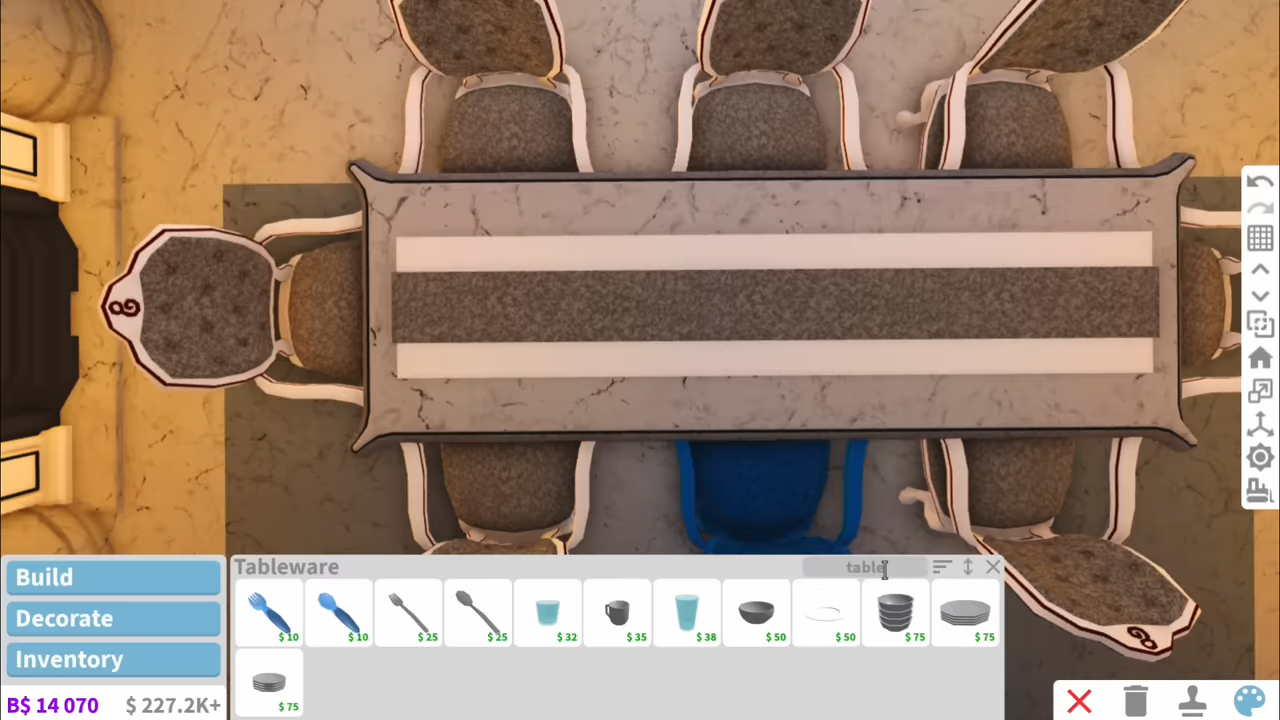 Tableware
table
$ 10
$ 10
$ 25
$ 25
$ 32
$ 35
$ 38
$ 50
$ 50
$ 75
$ 75
$ 75
Build
Decorate
Inventory
B$ 14 070
$ 227.2K+